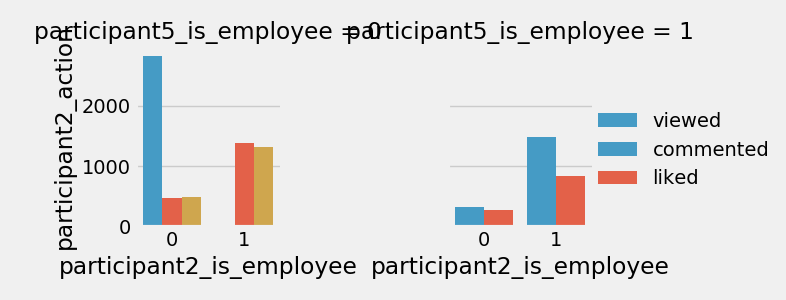 participant5_is_employee = 0
participant5_is_employee = 1
participant2_action
2000
1000
0
0 1
0 1
participant2_is_employee
participant2_is_employee
viewed
commented
liked